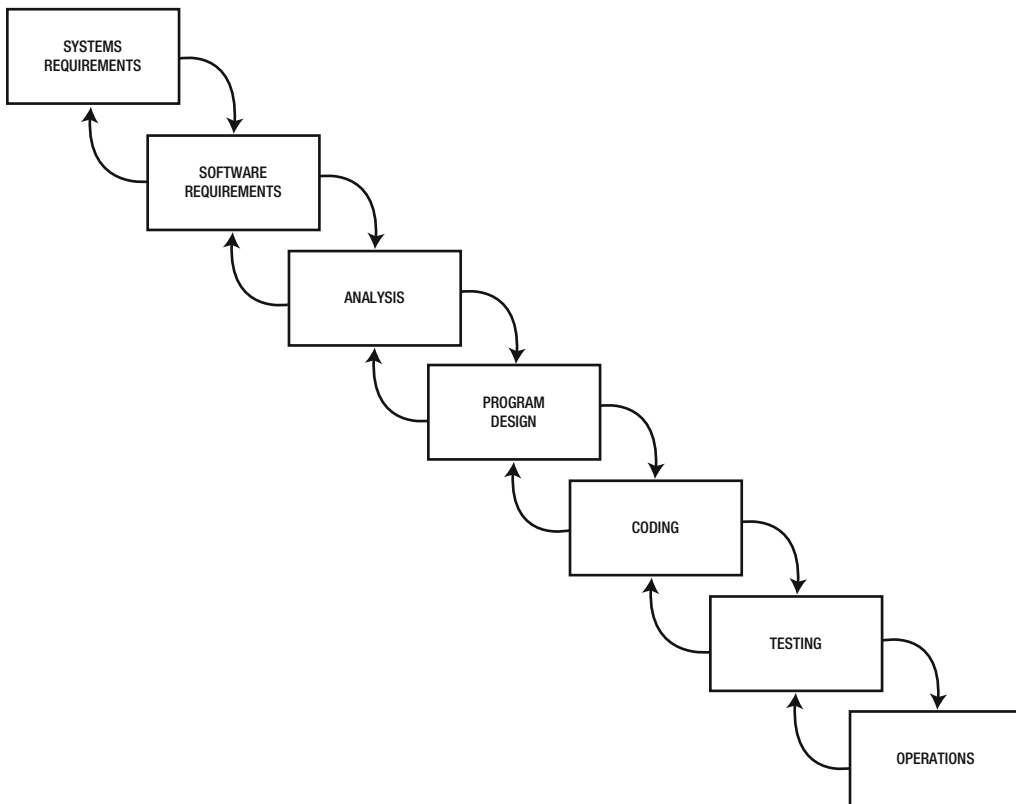 SYSTEMS
REQUIREMENTS
SOFTWARE
REQUIREMENTS
ANALYSIS
PROGRAM
DESIGN
CODING
TESTING
OPERATIONS